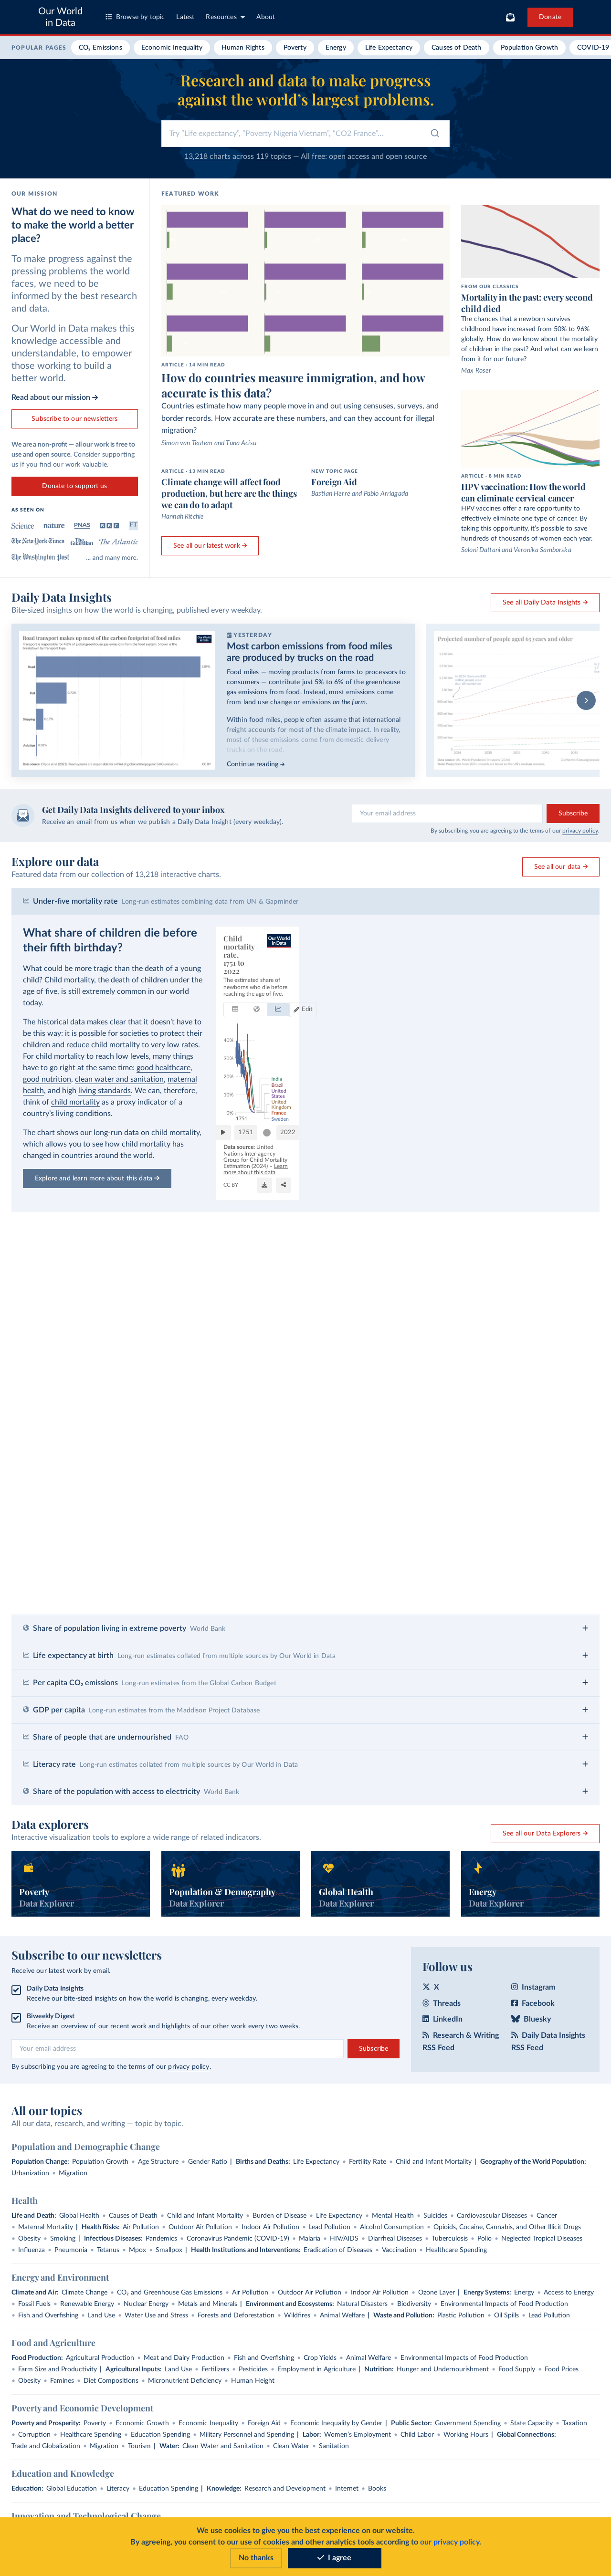 Our World
in Data
Browse by topic
Latest
Resources
About
Donate
POPULAR PAGES
CO₂ Emissions
Economic Inequality
Human Rights
Poverty
Energy
Life Expectancy
Causes of Death
Population Growth
COVID-19
Research and data to make progress
against the world's largest problems.
Try "Life expectancy", "Poverty Nigeria Vietnam", "CO2 France"...
13,218 charts across 119 topics — All free: open access and open source
OUR MISSION
What do we need to know
to make the world a better
place?
To make progress against the
pressing problems the world
faces, we need to be
informed by the best research
and data.
Our World in Data makes this
knowledge accessible and
understandable, to empower
those working to build a
better world.
Read about our mission →
Subscribe to our newsletters
We are a non-profit — all our work is free to
use and open source. Consider supporting
us if you find our work valuable.
Donate to support us
AS SEEN ON
Science
nature
PNAS
BBC
FT
The New York Times
The Guardian
The Atlantic
The Washington Post
... and many more.
FEATURED WORK
ARTICLE · 14 MIN READ
How do countries measure immigration, and how
accurate is this data?
Countries estimate how many people move in and out using censuses, surveys, and
border records. How accurate are these numbers, and can they account for illegal
migration?
Simon van Teutem and Tuna Acisu
ARTICLE · 13 MIN READ
Climate change will affect food
production, but here are the things
we can do to adapt
Hannah Ritchie
NEW TOPIC PAGE
Foreign Aid
Bastian Herre and Pablo Arriagada
See all our latest work →
FROM OUR CLASSICS
Mortality in the past: every second
child died
The chances that a newborn survives
childhood have increased from 50% to 96%
globally. How do we know about the mortality
of children in the past? And what can we learn
from it for our future?
Max Roser
ARTICLE · 8 MIN READ
HPV vaccination: How the world
can eliminate cervical cancer
HPV vaccines offer a rare opportunity to
effectively eliminate one type of cancer. By
taking this opportunity, it's possible to save
hundreds of thousands of women each year.
Saloni Dattani and Veronika Samborska
Daily Data Insights
Bite-sized insights on how the world is changing, published every weekday.
See all Daily Data Insights →
Food transport makes up most of the carbon footprint of food miles
YESTERDAY
Most carbon emissions from food miles
are produced by trucks on the road
Food miles — moving products from farms to processors to
consumers — contribute just 5% to 6% of the greenhouse
gas emissions from food. Instead, most emissions come
from land use change or emissions on the farm.
Within food miles, people often assume that international
freight accounts for most of the climate impact. In reality,
most of these emissions come from domestic delivery
trucks on the road.
Continue reading →
Projected number of people aged 65 years and older
Get Daily Data Insights delivered to your inbox
Receive an email from us when we publish a Daily Data Insight (every weekday).
Your email address
Subscribe
By subscribing you are agreeing to the terms of our privacy policy.
Explore our data
Featured data from our collection of 13,218 interactive charts.
See all our data →
Under-five mortality rate Long-run estimates combining data from UN & Gapminder
What share of children die before
their fifth birthday?
What could be more tragic than the death of a young
child? Child mortality, the death of children under the
age of five, is still extremely common in our world
today.
The historical data makes clear that it doesn't have to
be this way: it is possible for societies to protect their
children and reduce child mortality to very low rates.
For child mortality to reach low levels, many things
have to go right at the same time: good healthcare,
good nutrition, clean water and sanitation, maternal
health, and high living standards. We can, therefore,
think of child mortality as a proxy indicator of a
country's living conditions.
The chart below shows our long-run data on child mortality,
which allows you to see how child mortality has
changed in countries around the world.
Explore and learn more about this data →
Child
mortality
rate,
1751 to
2022
Our World
in Data
The estimated share of
newborns who die before
reaching the age of five.
Edit
40%
30%
20%
10%
0%
1751
India
Brazil
United
States
United
Kingdom
France
Sweden
1751
2022
Data source: United
Nations Inter-agency
Group for Child Mortality
Estimation (2024) – Learn
more about this data
CC BY
Share of population living in extreme poverty World Bank
Life expectancy at birth Long-run estimates collated from multiple sources by Our World in Data
Per capita CO₂ emissions Long-run estimates from the Global Carbon Budget
GDP per capita Long-run estimates from the Maddison Project Database
Share of people that are undernourished FAO
Literacy rate Long-run estimates collated from multiple sources by Our World in Data
Share of the population with access to electricity World Bank
Data explorers
Interactive visualization tools to explore a wide range of related indicators.
See all our Data Explorers →
Poverty
Data Explorer
Population & Demography
Data Explorer
Global Health
Data Explorer
Energy
Data Explorer
Subscribe to our newsletters
Receive our latest work by email.
Daily Data Insights
Receive our bite-sized insights on how the world is changing, every weekday.
Biweekly Digest
Receive an overview of our recent work and highlights of our other work every two weeks.
Your email address
Subscribe
By subscribing you are agreeing to the terms of our privacy policy.
Follow us
X
Instagram
Threads
Facebook
LinkedIn
Bluesky
Research & Writing
RSS Feed
Daily Data Insights
RSS Feed
All our topics
All our data, research, and writing — topic by topic.
Population and Demographic Change
Population Change: Population Growth • Age Structure • Gender Ratio | Births and Deaths: Life Expectancy • Fertility Rate • Child and Infant Mortality | Geography of the World Population:
Urbanization • Migration
Health
Life and Death: Global Health • Causes of Death • Child and Infant Mortality • Burden of Disease • Life Expectancy • Mental Health • Suicides • Cardiovascular Diseases • Cancer
• Maternal Mortality | Health Risks: Air Pollution • Outdoor Air Pollution • Indoor Air Pollution • Lead Pollution • Alcohol Consumption • Opioids, Cocaine, Cannabis, and Other Illicit Drugs
• Obesity • Smoking | Infectious Diseases: Pandemics • Coronavirus Pandemic (COVID-19) • Malaria • HIV/AIDS • Diarrheal Diseases • Tuberculosis • Polio • Neglected Tropical Diseases
• Influenza • Pneumonia • Tetanus • Mpox • Smallpox | Health Institutions and Interventions: Eradication of Diseases • Vaccination • Healthcare Spending
Energy and Environment
Climate and Air: Climate Change • CO₂ and Greenhouse Gas Emissions • Air Pollution • Outdoor Air Pollution • Indoor Air Pollution • Ozone Layer | Energy Systems: Energy • Access to Energy
• Fossil Fuels • Renewable Energy • Nuclear Energy • Metals and Minerals | Environment and Ecosystems: Natural Disasters • Biodiversity • Environmental Impacts of Food Production
• Fish and Overfishing • Land Use • Water Use and Stress • Forests and Deforestation • Wildfires • Animal Welfare | Waste and Pollution: Plastic Pollution • Oil Spills • Lead Pollution
Food and Agriculture
Food Production: Agricultural Production • Meat and Dairy Production • Fish and Overfishing • Crop Yields • Animal Welfare • Environmental Impacts of Food Production
• Farm Size and Productivity | Agricultural Inputs: Land Use • Fertilizers • Pesticides • Employment in Agriculture | Nutrition: Hunger and Undernourishment • Food Supply • Food Prices
• Obesity • Famines • Diet Compositions • Micronutrient Deficiency • Human Height
Poverty and Economic Development
Poverty and Prosperity: Poverty • Economic Growth • Economic Inequality • Foreign Aid • Economic Inequality by Gender | Public Sector: Government Spending • State Capacity • Taxation
• Corruption • Healthcare Spending • Education Spending • Military Personnel and Spending | Labor: Women's Employment • Child Labor • Working Hours | Global Connections:
Trade and Globalization • Migration • Tourism | Water: Clean Water and Sanitation • Clean Water • Sanitation
Education and Knowledge
Education: Global Education • Literacy • Education Spending | Knowledge: Research and Development • Internet • Books
Innovation and Technological Change
We use cookies to give you the best experience on our website.
By agreeing, you consent to our use of cookies and other analytics tools according to our privacy policy.
No thanks
I agree